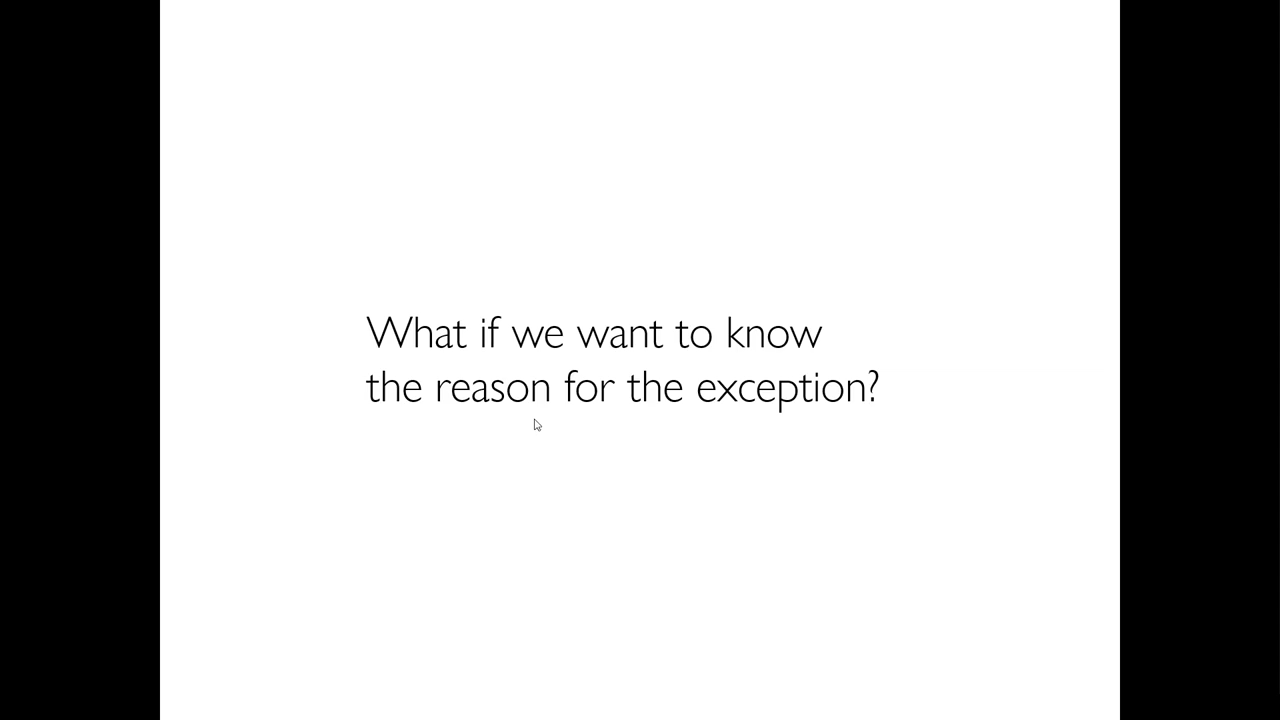 What if we want to know
the reason for the exception?